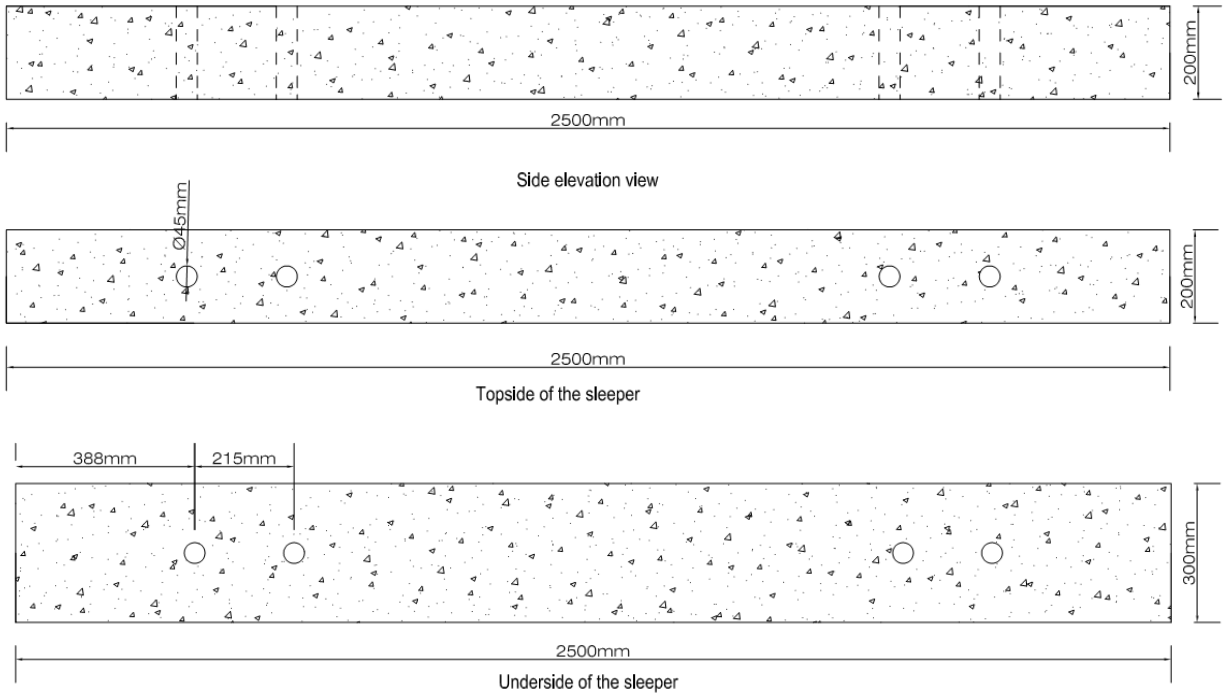 200mm
2500mm
Side elevation view
Ø45mm
200mm
2500mm
Topside of the sleeper
388mm
215mm
300mm
2500mm
Underside of the sleeper